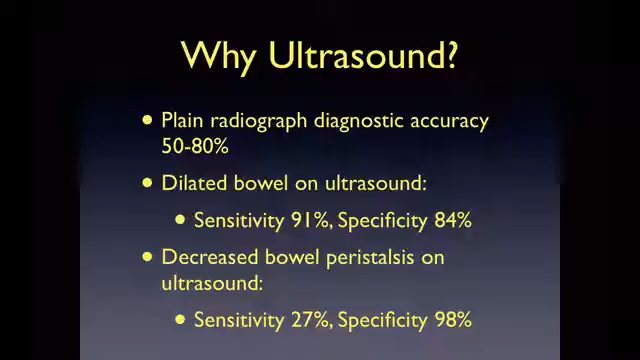 Why Ultrasound?
• Plain radiograph diagnostic accuracy
50-80%
• Dilated bowel on ultrasound:
• Sensitivity 91%, Specificity 84%
• Decreased bowel peristalsis on
ultrasound:
• Sensitivity 27%, Specificity 98%